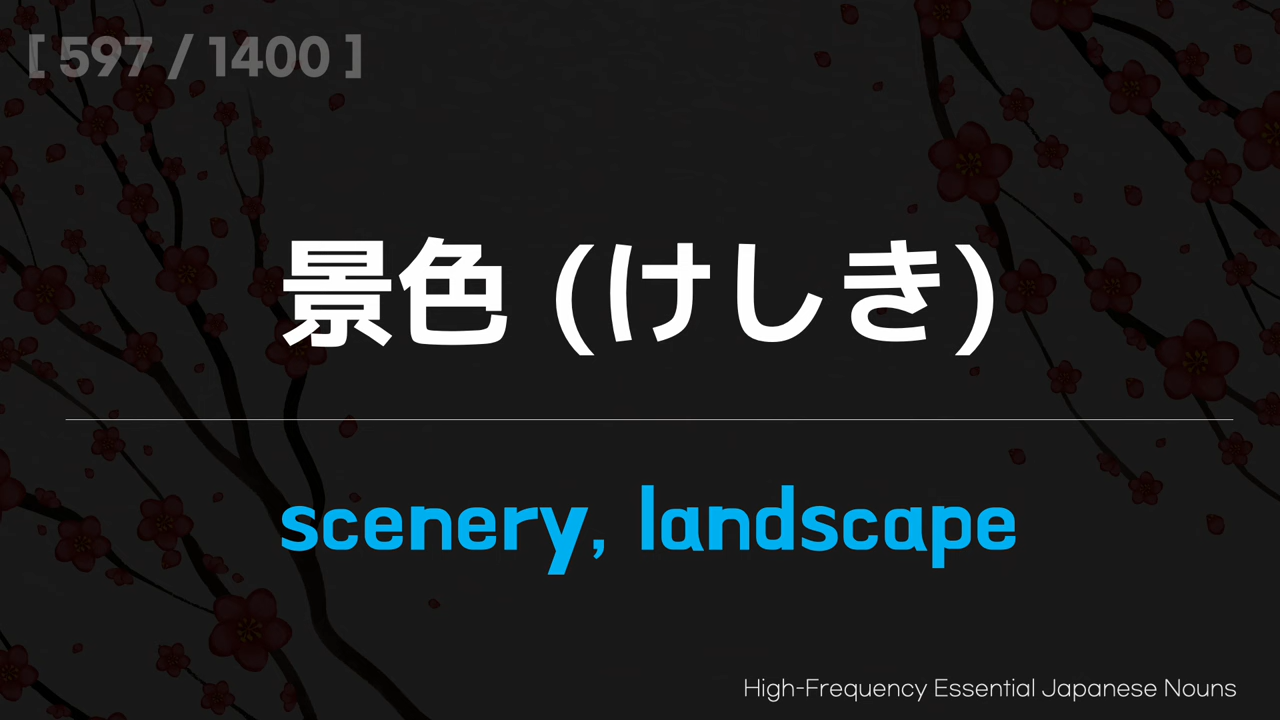 [ 597 / 1400 ]
景色 (けしき)
scenery, landscape
High-Frequency Essential Japanese Nouns